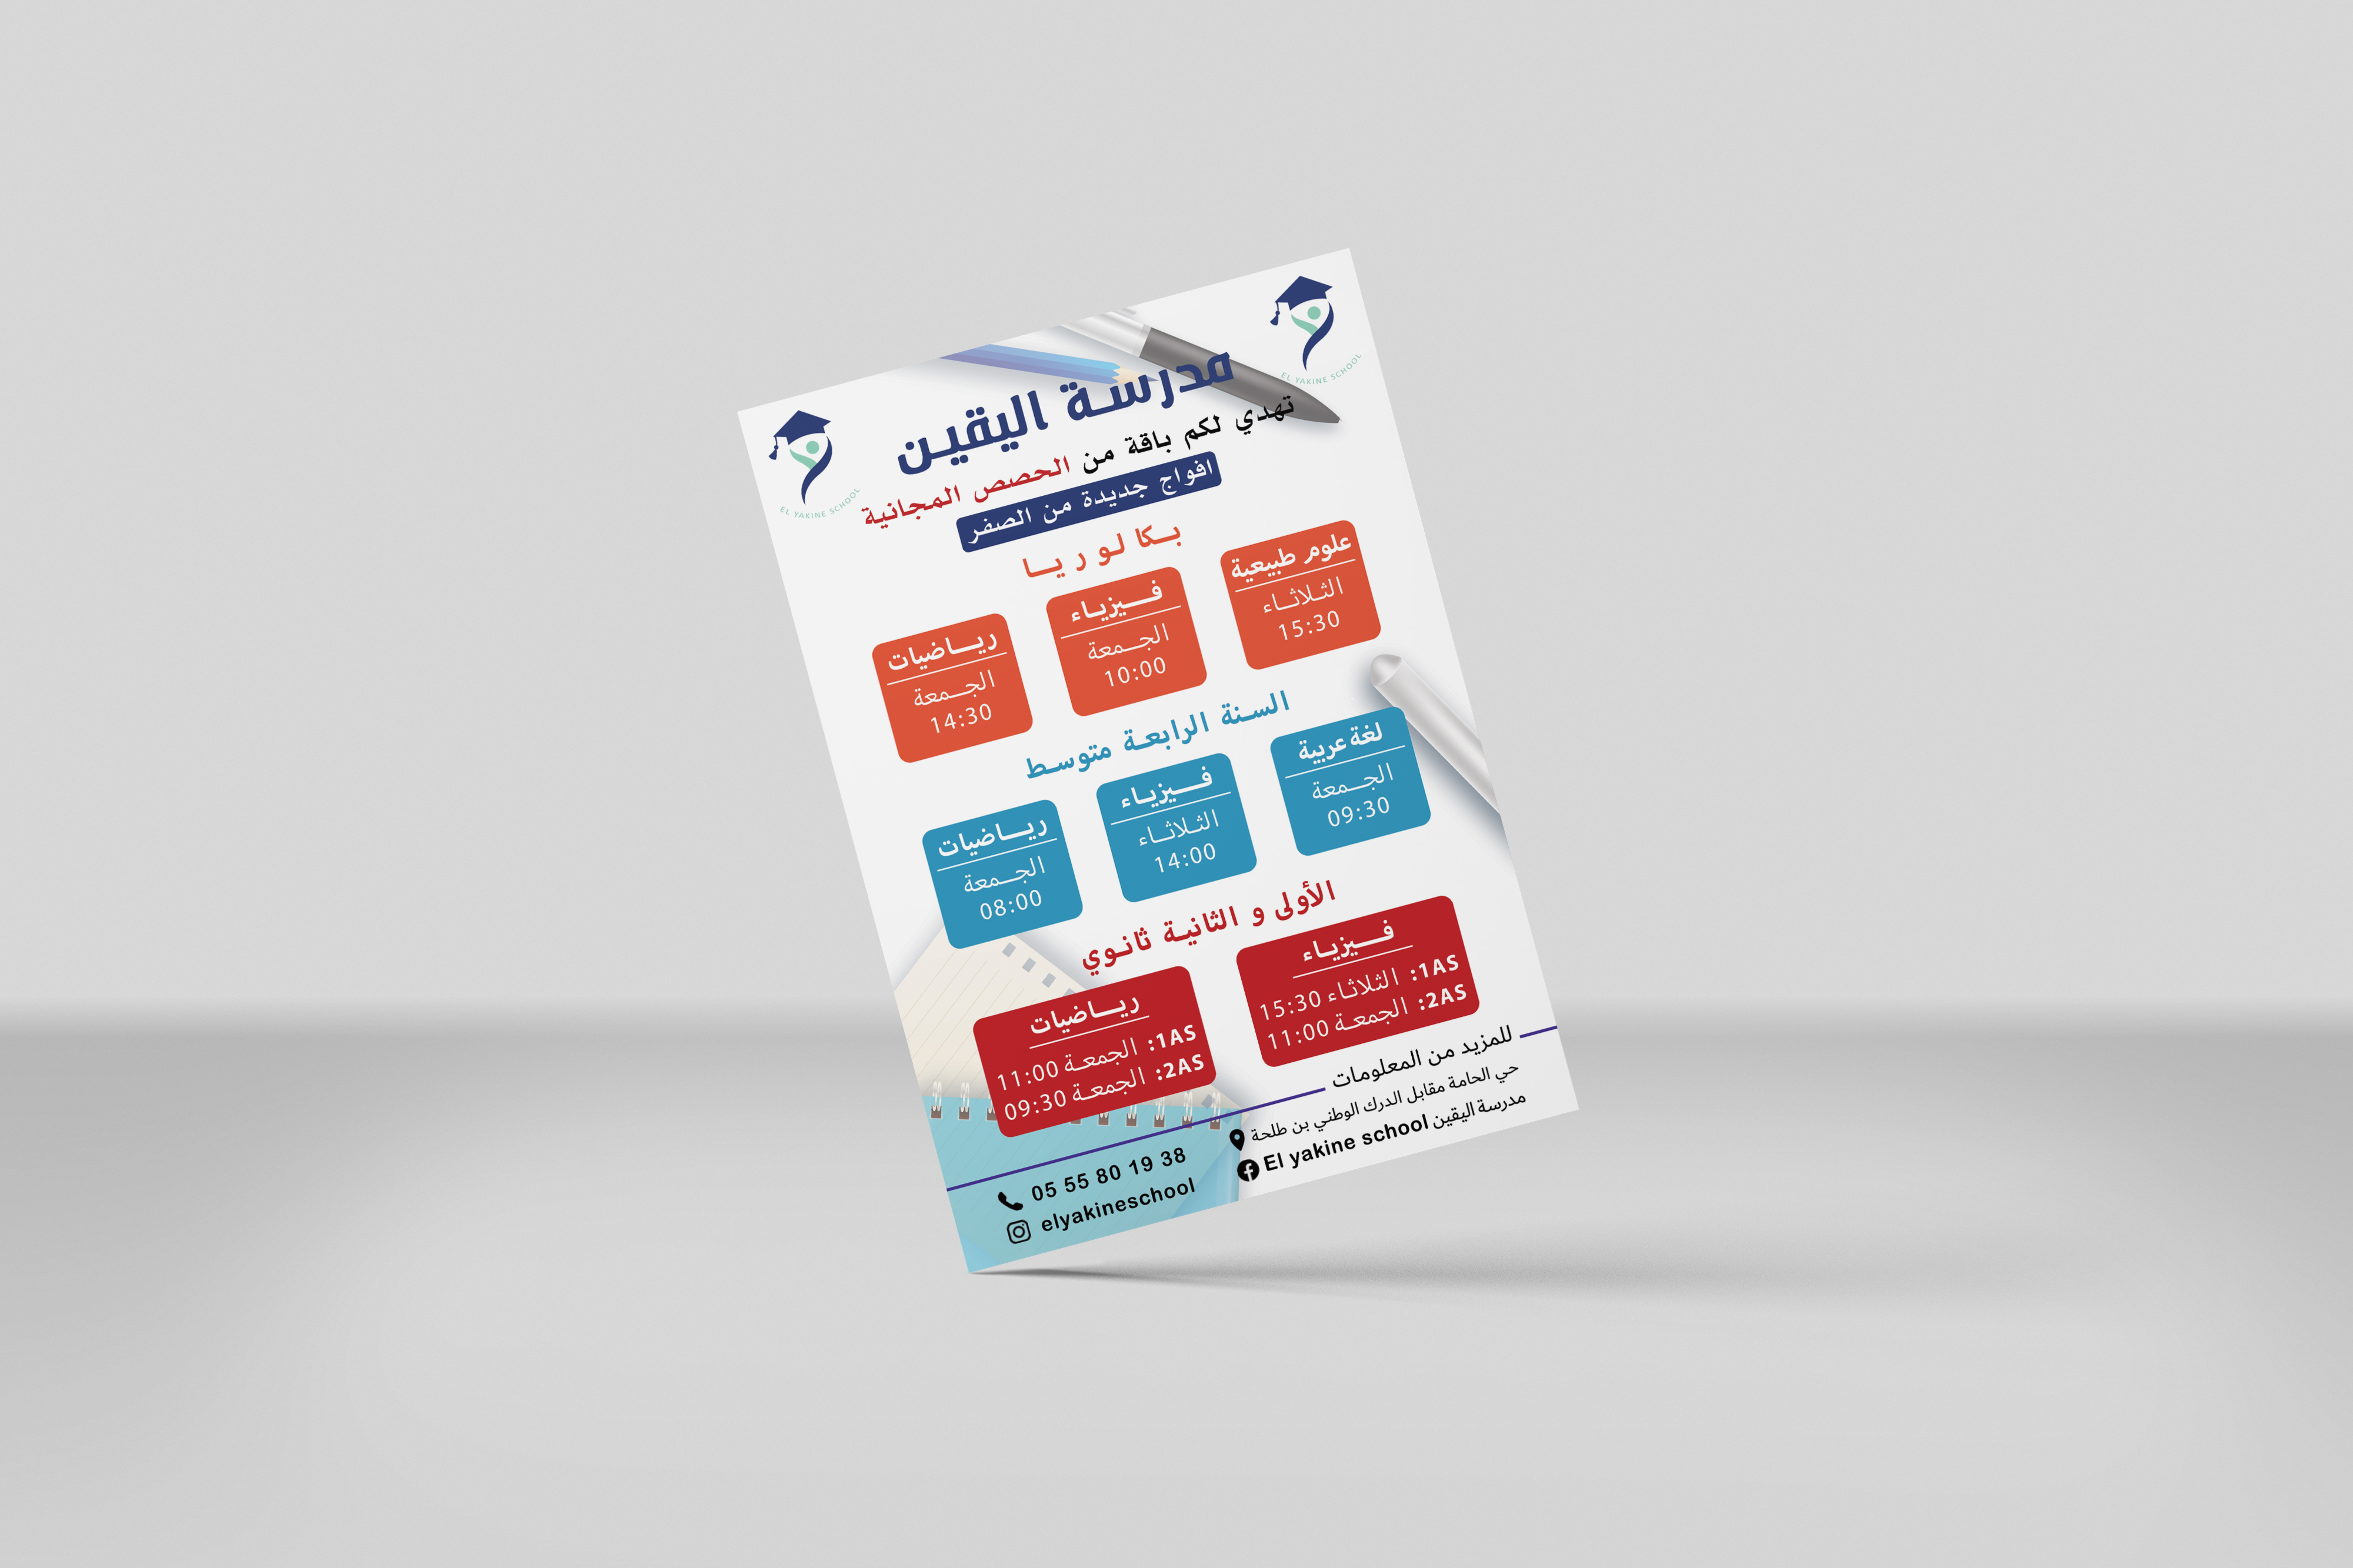 EL YAKINE SCHOOL
EL YAKINE SCHOOL
مدرسة اليقين
تهدي لكم باقة من الحصص المجانية
افواج جديدة من الصفر
بكالوريا
علوم طبيعية
الثلاثاء
15:30
فيزياء
الجمعة
10:00
رياضيات
الجمعة
14:30
السنة الرابعة متوسط
لغة عربية
الجمعة
09:30
فيزياء
الثلاثاء
14:00
رياضيات
الجمعة
08:00
الأولى و الثانية ثانوي
فيزياء
1AS: الثلاثاء 15:30
2AS: الجمعة 11:00
رياضيات
1AS: الجمعة 11:00
2AS: الجمعة 09:30
للمزيد من المعلومات
حي الحامة مقابل الدرك الوطني بن طلحة
El yakine school مدرسة اليقين
05 55 80 19 38
elyakineschool